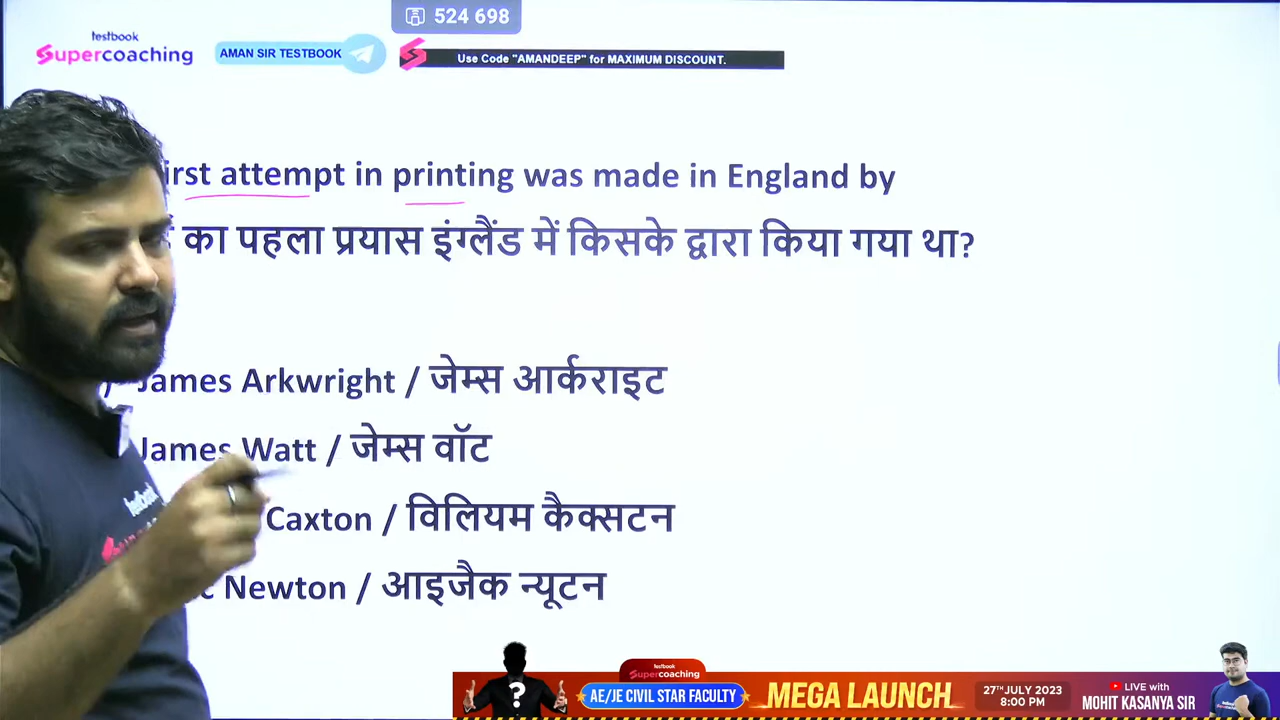 524 698
testbook
Supercoaching
AMAN SIR TESTBOOK
Use Code "AMANDEEP" for MAXIMUM DISCOUNT.
attempt in printing was made in England by
का पहला प्रयास इंग्लैंड में किसके द्वारा किया गया था?
James Arkwright / जेम्स आर्कराइट
James Watt / जेम्स वॉट
Caxton / विलियम कैक्सटन
Newton / आइजैक न्यूटन
testbook
testbook
Supercoaching
?
AE/JE CIVIL STAR FACULTY
MEGA LAUNCH
27TH JULY 2023
8:00 PM
LIVE with
MOHIT KASANYA SIR